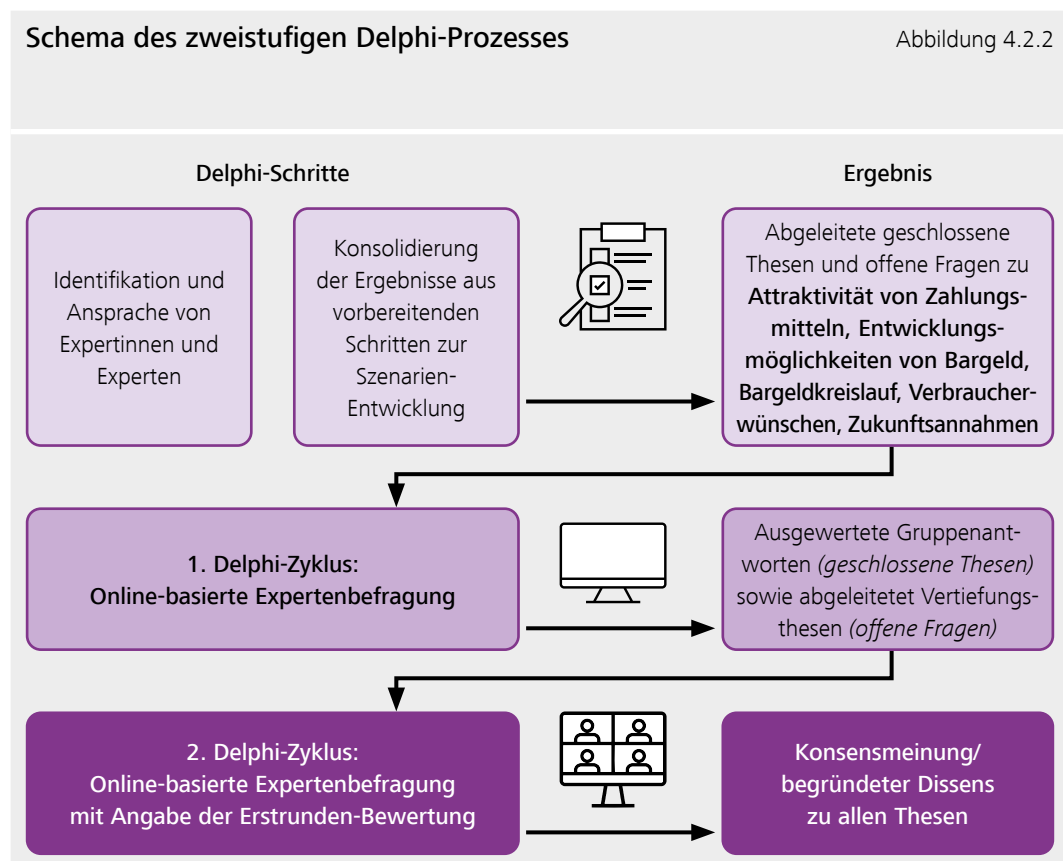 Schema des zweistufigen Delphi-Prozesses
Abbildung 4.2.2
Delphi-Schritte
Ergebnis
Identifikation und
Ansprache von
Expertinnen und
Experten
Konsolidierung
der Ergebnisse aus
vorbereitenden
Schritten zur
Szenarien-
Entwicklung
Abgeleitete geschlossene
Thesen und offene Fragen zu
Attraktivität von Zahlungs-
mitteln, Entwicklungs-
möglichkeiten von Bargeld,
Bargeldkreislauf, Verbraucher-
wünschen, Zukunftsannahmen
1. Delphi-Zyklus:
Online-basierte Expertenbefragung
Ausgewertete Gruppenant-
worten (geschlossene Thesen)
sowie abgeleitetet Vertiefungs-
thesen (offene Fragen)
2. Delphi-Zyklus:
Online-basierte Expertenbefragung
mit Angabe der Erstrunden-Bewertung
Konsensmeinung/
begründeter Dissens
zu allen Thesen